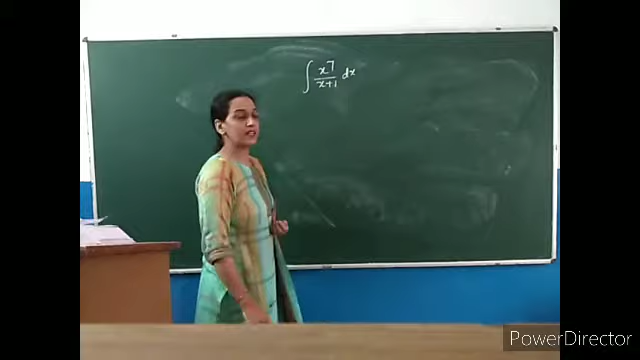 ∫ x⁷/x+1 dx
PowerDirector